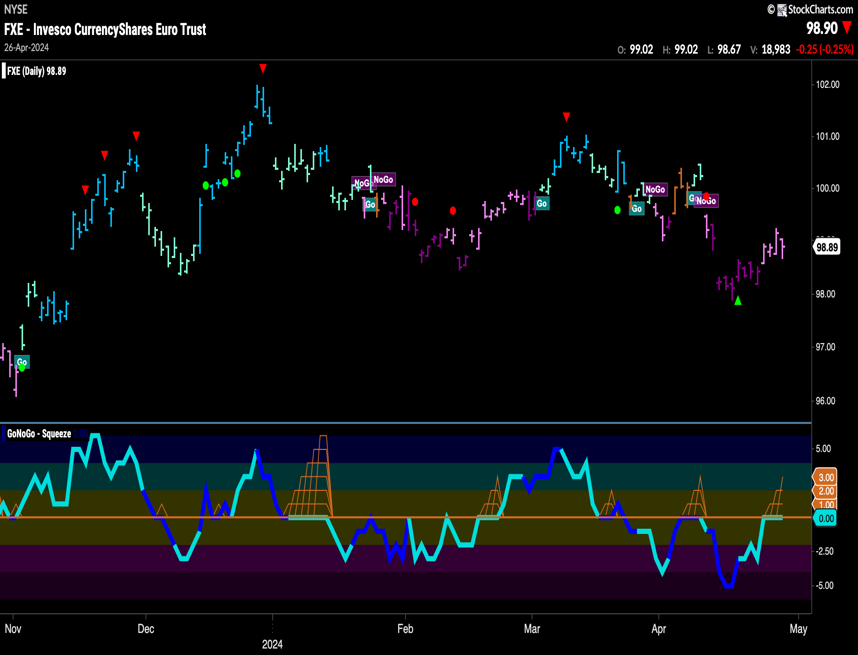 NYSE
© StockCharts.com
FXE - Invesco CurrencyShares Euro Trust
98.90
26-Apr-2024
O: 99.02 H: 99.02 L: 98.67 V: 18,983 -0.25 (-0.25%)
FXE (Daily) 98.89
102.00
101.00
NoGo
NoGo
100.00
NoGo
Go
Go
Go
NoGo
98.89
98.00
97.00
Go
96.00
GoNoGo - Squeeze
5.00
3.00
2.00
1.00
0.00
-2.50
-5.00
Nov Dec Feb Mar Apr May
2024